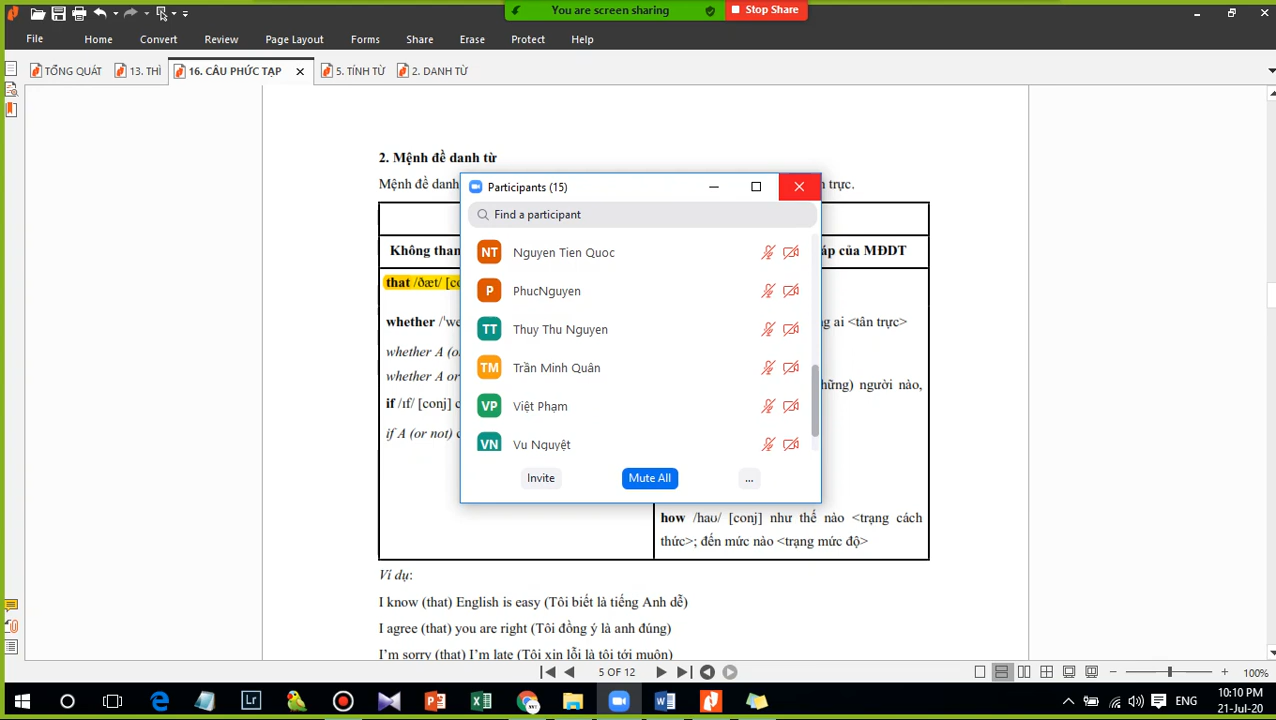 You are screen sharing
Stop Share
File Home Convert Review Page Layout Forms Share Erase Protect Help
TỔNG QUÁT 13. THÌ 16. CÂU PHỨC TẠP 5. TÍNH TỪ 2. DANH TỪ
2. Mệnh đề danh từ
Mệnh đề danh
n trực.
Participants (15)
Find a participant
NT Nguyen Tien Quoc
P PhucNguyen
TT Thuy Thu Nguyen
TM Trần Minh Quân
VP Việt Phạm
VN Vu Nguyệt
Invite Mute All ...
Không tham
áp của MĐDT
that /ðæt/ [co
whether /'we
g ai <tân trực>
whether A (o
whether A or
hững) người nào,
if /ɪf/ [conj] c
if A (or not) c
how /haʊ/ [conj] như thế nào <trạng cách
thức>; đến mức nào <trạng mức độ>
Ví dụ:
I know (that) English is easy (Tôi biết là tiếng Anh dễ)
I agree (that) you are right (Tôi đồng ý là anh đúng)
I'm sorry (that) I'm late (Tôi xin lỗi là tôi tới muộn)
5 OF 12
100%
Lr
ENG
10:10 PM
21-Jul-20